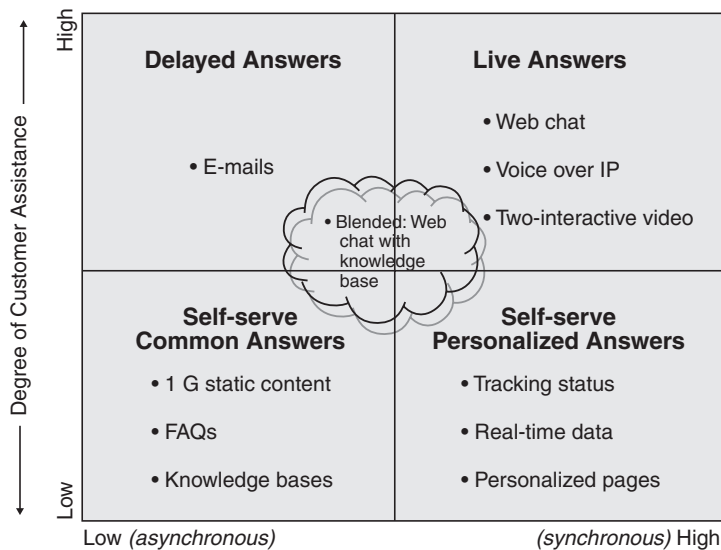 High
Degree of Customer Assistance
Low
Delayed Answers
• E-mails
Live Answers
• Web chat
• Voice over IP
• Two-interactive video
• Blended: Web
chat with
knowledge
base
Self-serve
Common Answers
• 1 G static content
• FAQs
• Knowledge bases
Self-serve
Personalized Answers
• Tracking status
• Real-time data
• Personalized pages
Low (asynchronous)
(synchronous) High